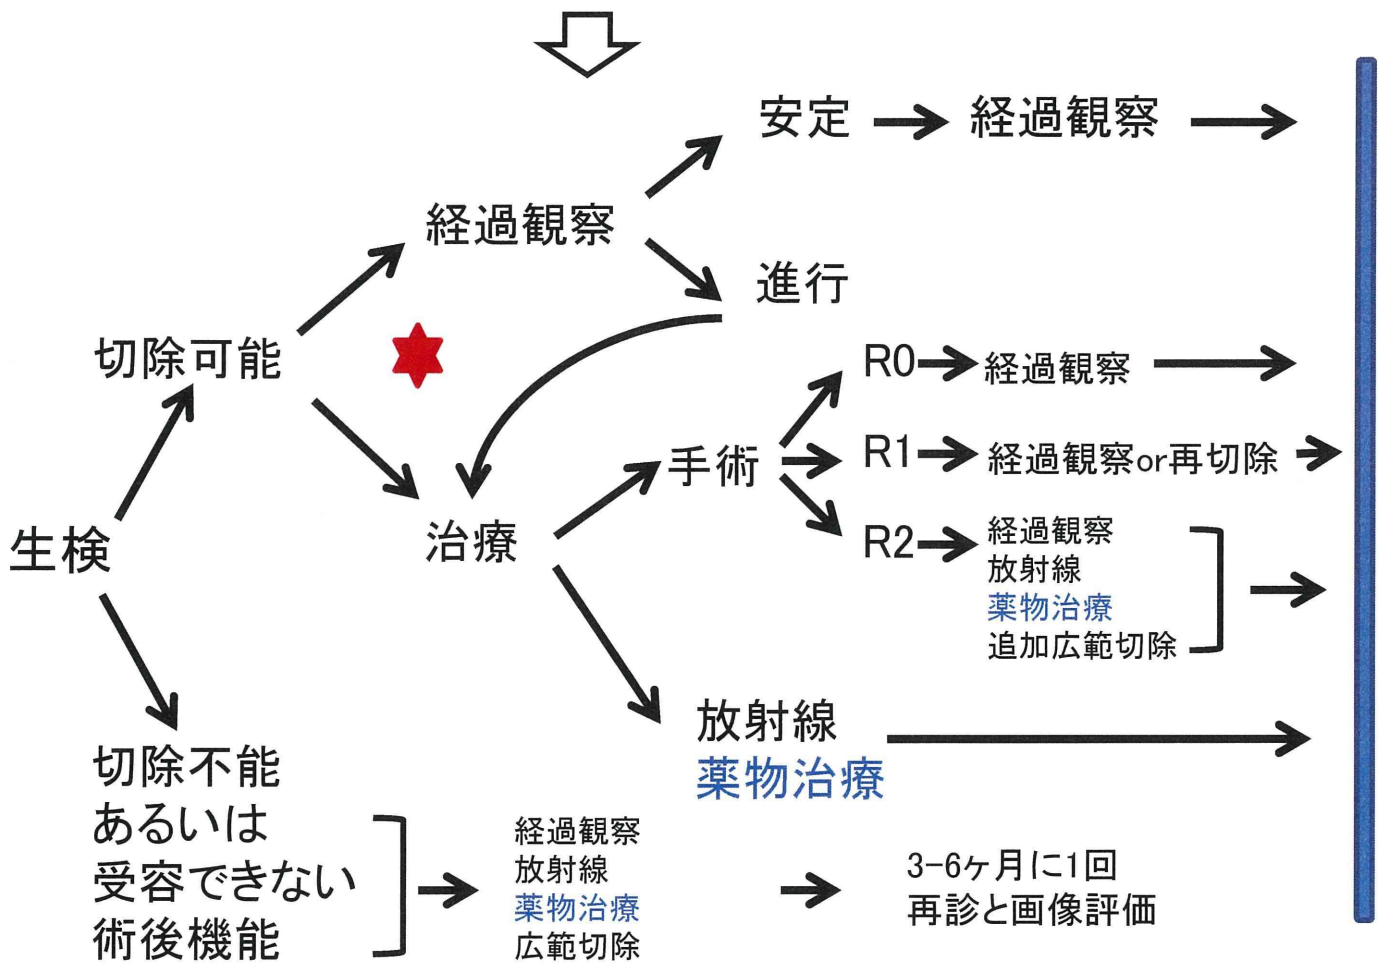 安定
経過観察
経過観察
進行
切除可能
R0
経過観察
手術
R1
経過観察or再切除
生検
治療
R2
経過観察
放射線
薬物治療
追加広範切除
放射線
薬物治療
切除不能
あるいは
受容できない
術後機能
経過観察
放射線
薬物治療
広範切除
3-6ヶ月に1回
再診と画像評価